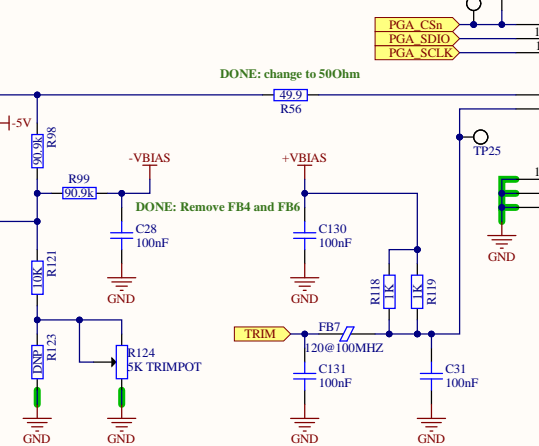 PGA_CSn
PGA_SDIO
PGA_SCLK
DONE: change to 50Ohm
49.9
R56
-5V
90.9k
R98
TP25
R99
90.9k
-VBIAS
+VBIAS
DONE: Remove FB4 and FB6
C28
100nF
C130
100nF
GND
10K
R121
GND
GND
R118
1K
1K
R119
TRIM
FB7
120@100MHZ
DNP
R123
R124
5K TRIMPOT
C131
100nF
C31
100nF
GND
GND
GND
GND